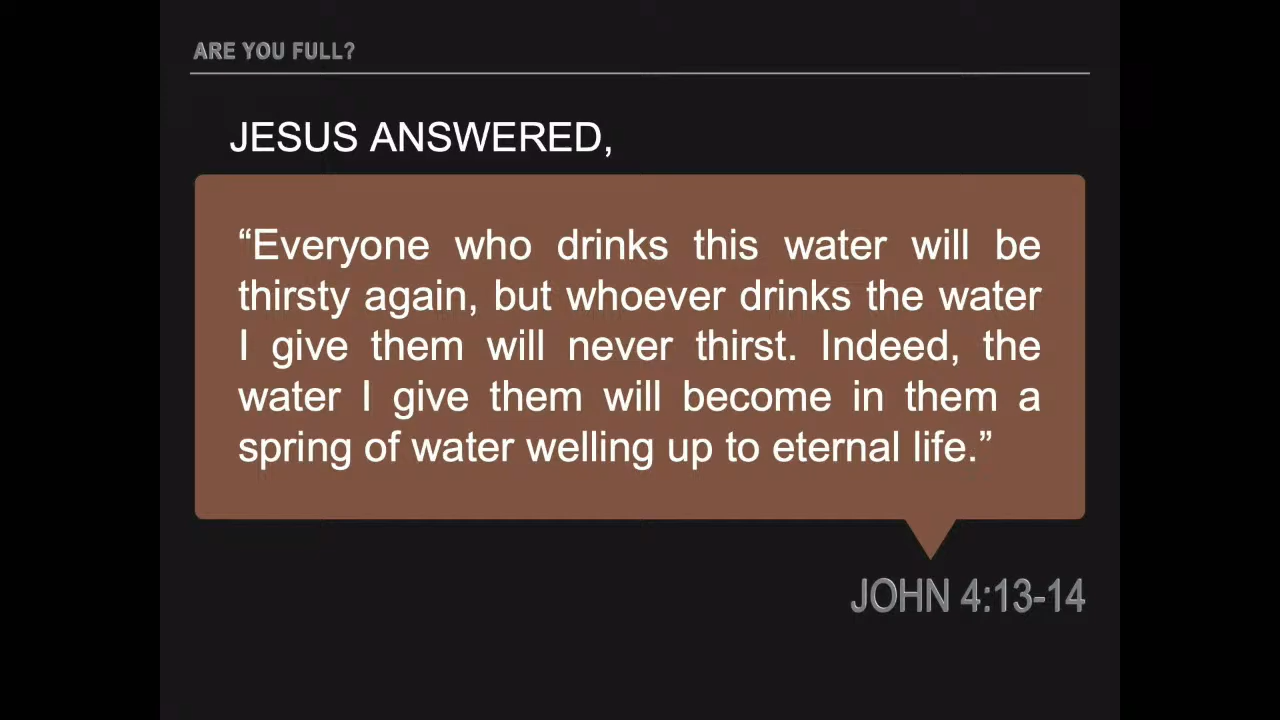 ARE YOU FULL?
JESUS ANSWERED,
“Everyone who drinks this water will be
thirsty again, but whoever drinks the water
I give them will never thirst. Indeed, the
water I give them will become in them a
spring of water welling up to eternal life.”
JOHN 4:13-14